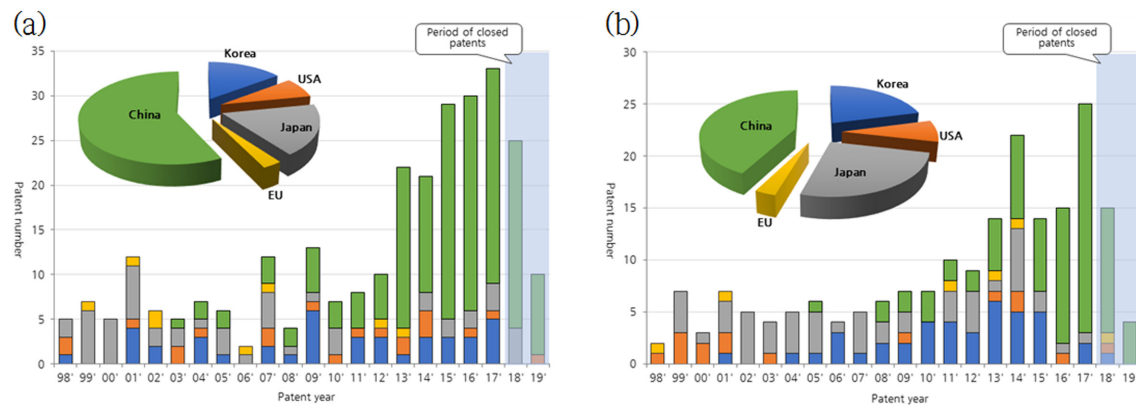 (a)
Period of closed
patents
35
30
25
20
15
10
5
0
Patent number
Korea
USA
China
Japan
EU
98' 99' 00' 01' 02' 03' 04' 05' 06' 07' 08' 09' 10' 11' 12' 13' 14' 15' 16' 17' 18' 19'
Patent year
(b)
Period of closed
patents
30
25
20
15
10
5
0
Patent number
Korea
China
USA
Japan
EU
98' 99' 00' 01' 02' 03' 04' 05' 06' 07' 08' 09' 10' 11' 12' 13' 14' 15' 16' 17' 18' 19
Patent year